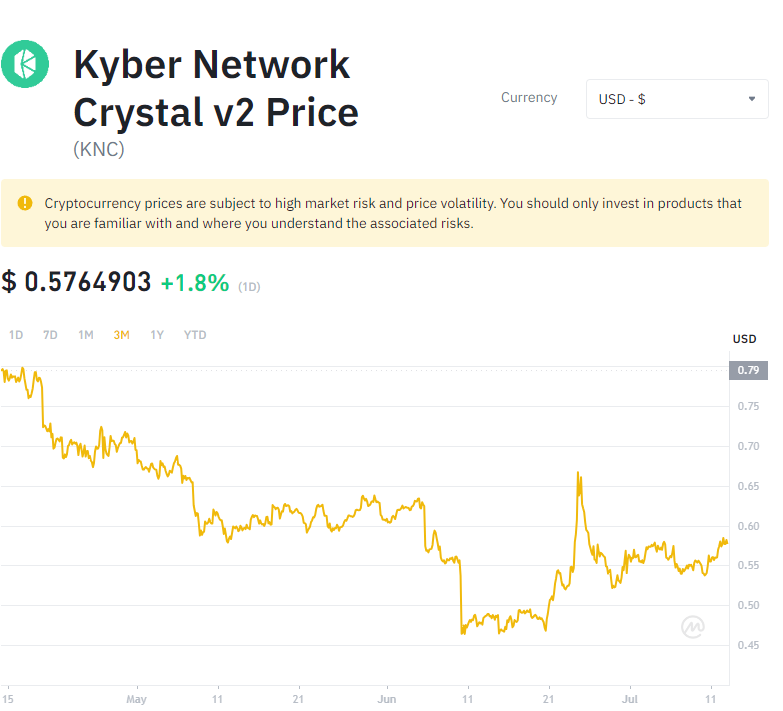 Kyber Network
Crystal v2 Price
(KNC)
Currency
USD - $
Cryptocurrency prices are subject to high market risk and price volatility. You should only invest in products that
you are familiar with and where you understand the associated risks.
$ 0.5764903 +1.8% (1D)
1D 7D 1M 3M 1Y YTD
USD
0.79
0.75
0.70
0.65
0.60
0.55
0.50
0.45
15 May 11 21 Jun 11 21 Jul 11